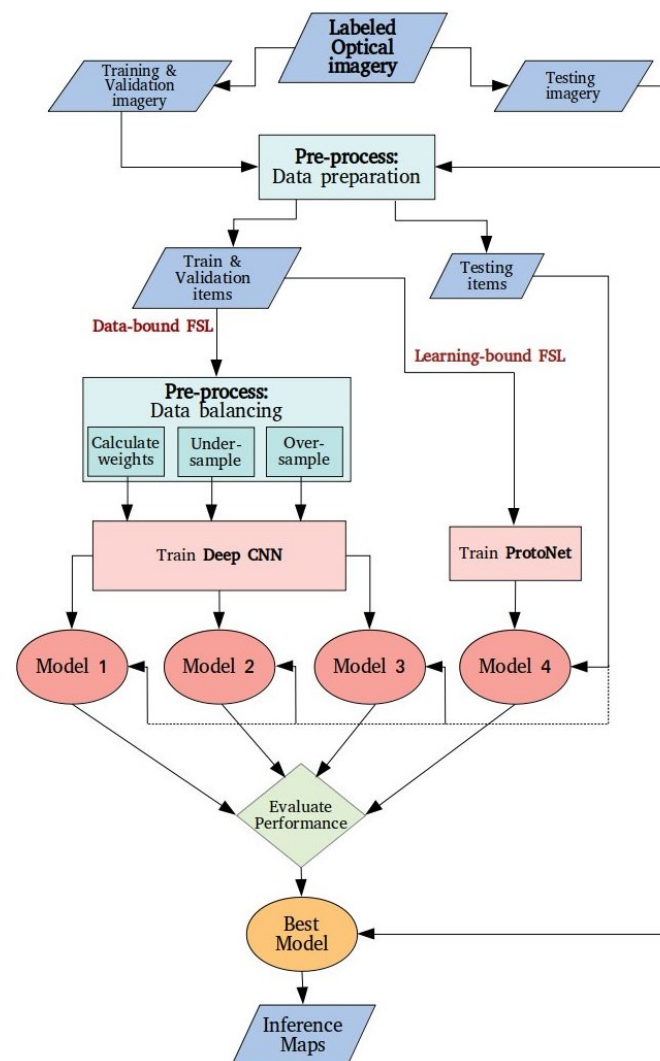 Labeled
Optical
imagery
Training &
Validation
imagery
Testing
imagery
Pre-process:
Data preparation
Train &
Validation
items
Testing
items
Data-bound FSL
Learning-bound FSL
Pre-process:
Data balancing
Calculate
weights
Under-
sample
Over-
sample
Train Deep CNN
Train ProtoNet
Model 1
Model 2
Model 3
Model 4
Evaluate
Performance
Best
Model
Inference
Maps